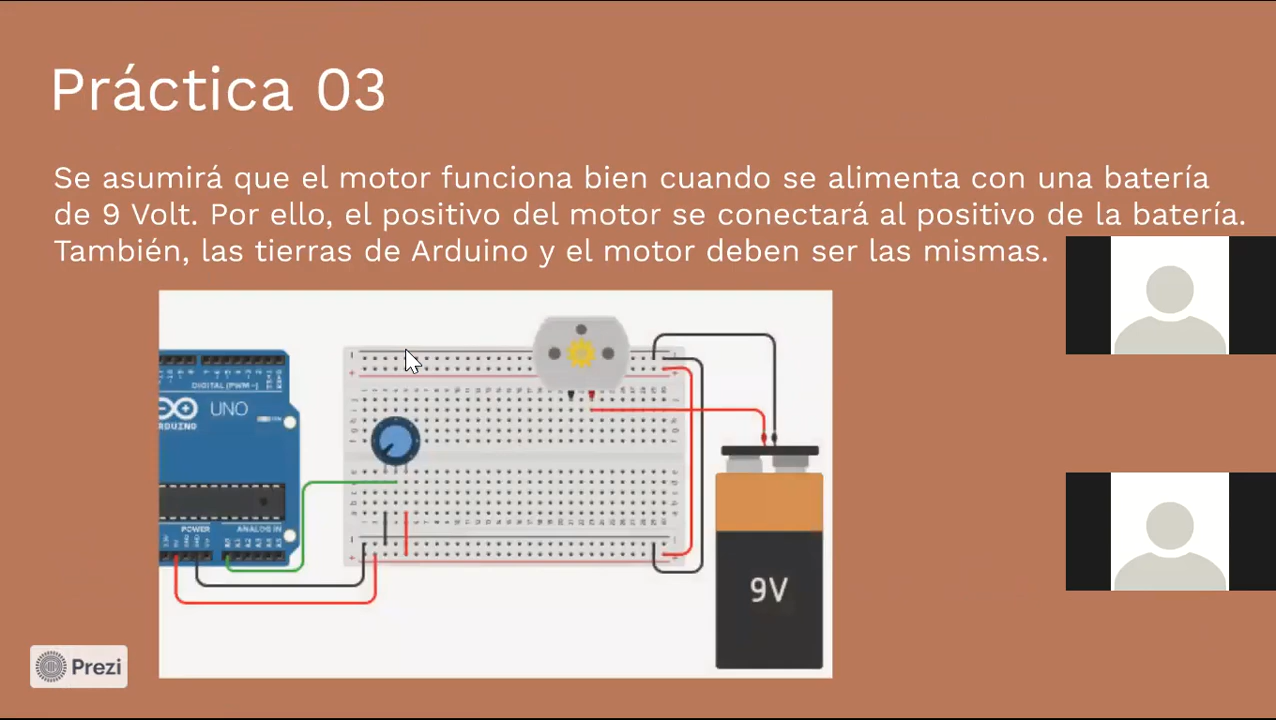 Práctica 03
Se asumirá que el motor funciona bien cuando se alimenta con una batería
de 9 Volt. Por ello, el positivo del motor se conectará al positivo de la batería.
También, las tierras de Arduino y el motor deben ser las mismas.
DIGITAL (PWM ~)
UNO
POWER
ANALOG IN
9V
Prezi